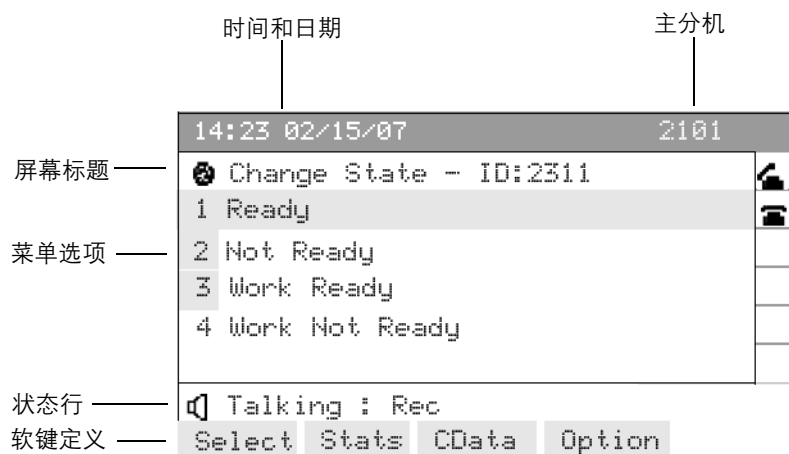 时间和日期 主分机
14:23 02/15/07 2101
屏幕标题 Change State - ID:2311
1 Ready
菜单选项 2 Not Ready
3 Work Ready
4 Work Not Ready
状态行 Talking : Rec
软键定义 Select Stats CData Option